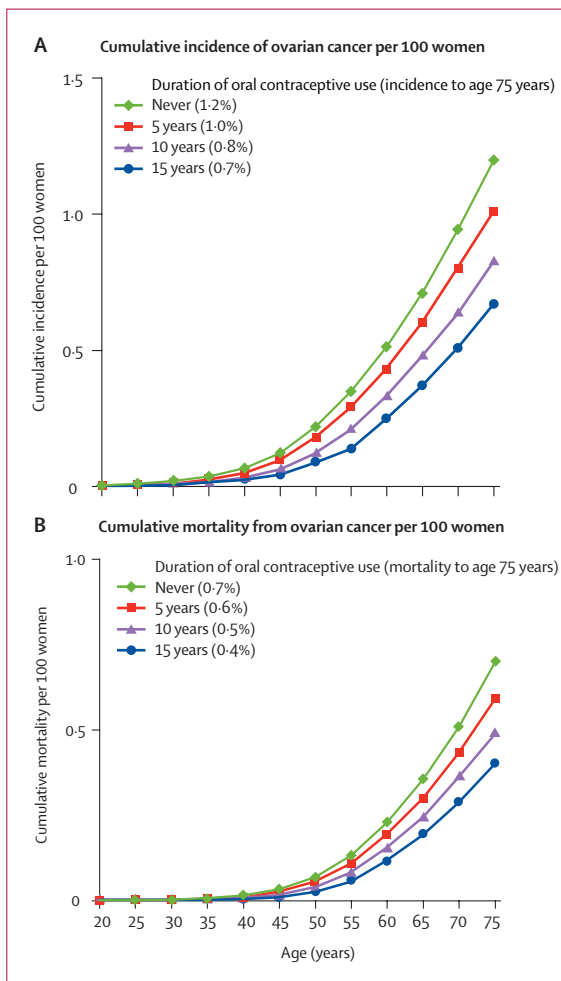 A Cumulative incidence of ovarian cancer per 100 women
1·5
Duration of oral contraceptive use (incidence to age 75 years)
Never (1·2%)
5 years (1·0%)
10 years (0·8%)
15 years (0·7%)
1·0
Cumulative incidence per 100 women
0·5
0
B Cumulative mortality from ovarian cancer per 100 women
1·0
Duration of oral contraceptive use (mortality to age 75 years)
Never (0·7%)
5 years (0·6%)
10 years (0·5%)
15 years (0·4%)
Cumulative mortality per 100 women
0·5
0
20 25 30 35 40 45 50 55 60 65 70 75
Age (years)